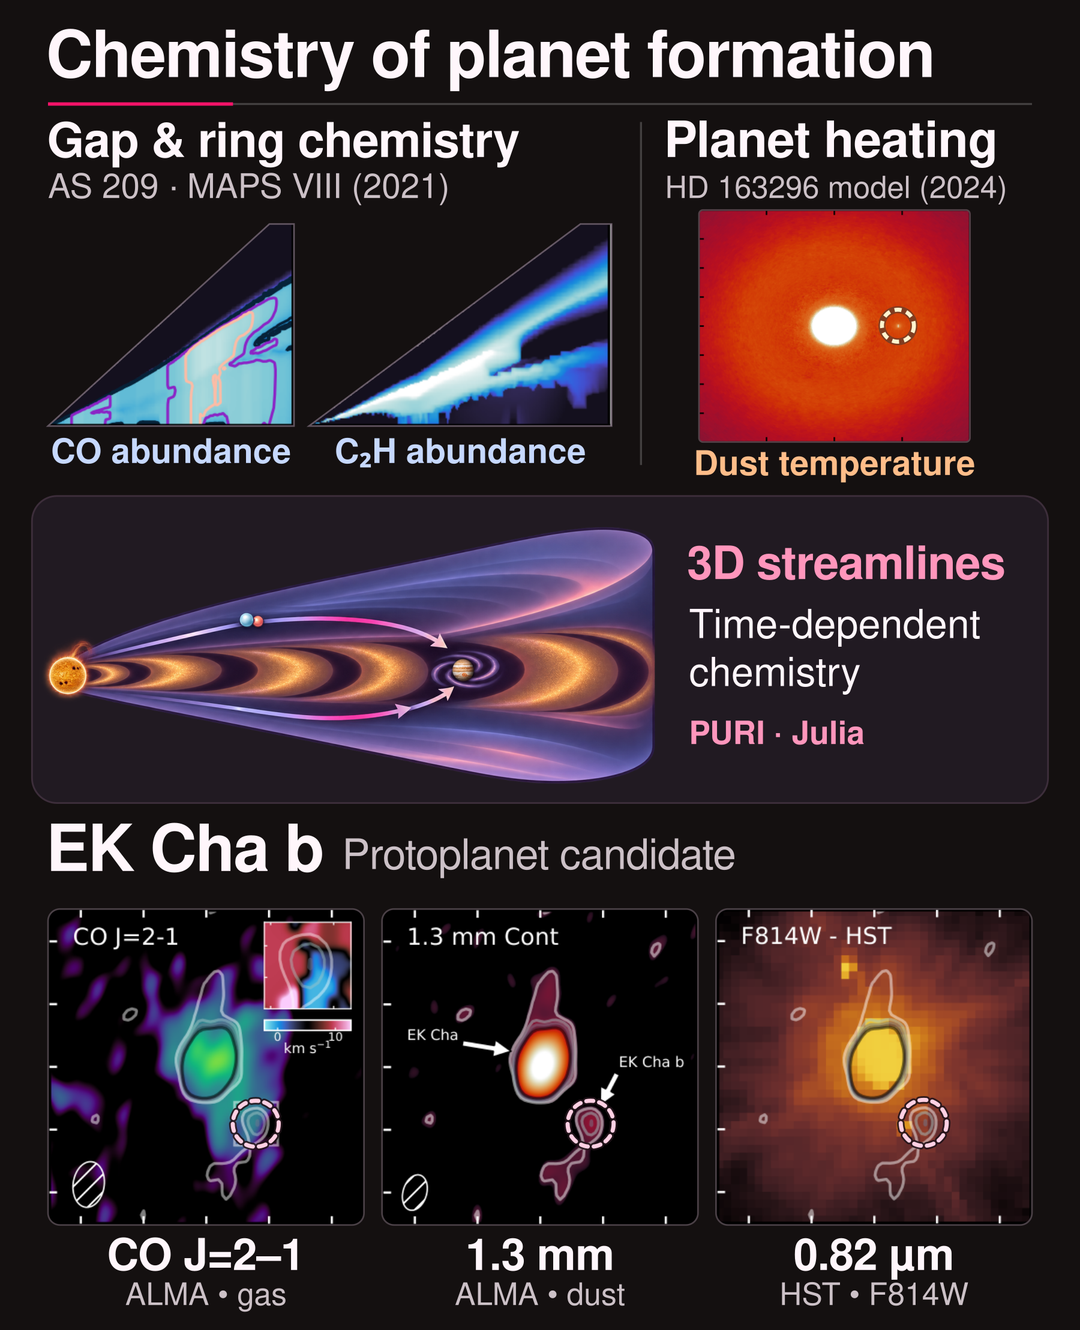 Chemistry of planet formation
Gap & ring chemistry
AS 209 · MAPS VIII (2021)
CO abundance
C₂H abundance
Planet heating
HD 163296 model (2024)
Dust temperature
3D streamlines
Time-dependent
chemistry
PURI · Julia
EK Cha b Protoplanet candidate
CO J=2-1
0 10
km s⁻¹
1.3 mm Cont
EK Cha
EK Cha b
F814W - HST
CO J=2–1
ALMA • gas
1.3 mm
ALMA • dust
0.82 μm
HST • F814W